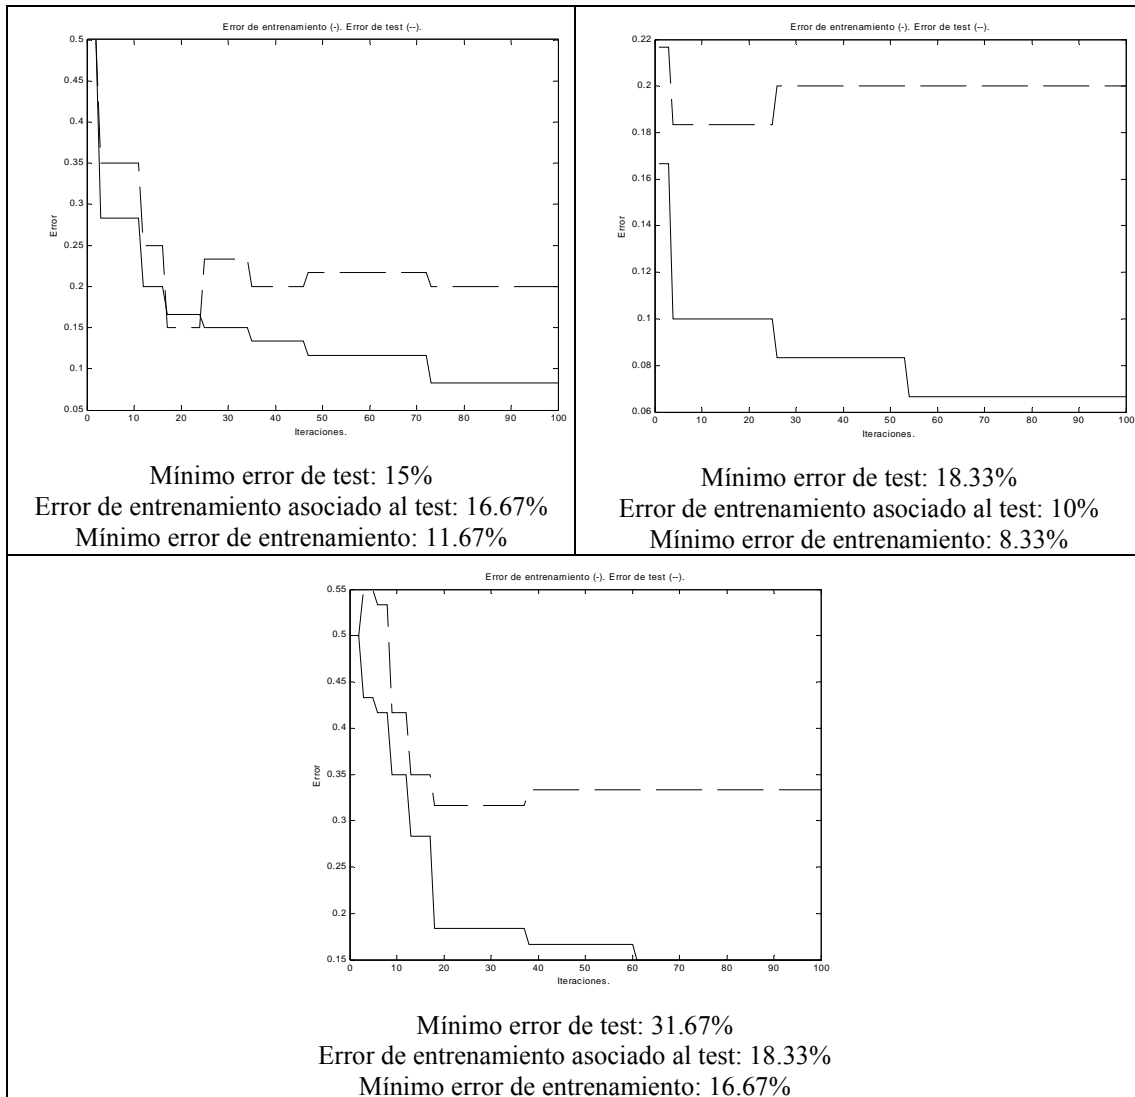 Error de entrenamiento (-). Error de test (--).
0.5
0.45
0.4
0.35
0.3
0.25
0.2
0.15
0.1
0.05
Error
0 10 20 30 40 50 60 70 80 90 100
Iteraciones.
Mínimo error de test: 15%
Error de entrenamiento asociado al test: 16.67%
Mínimo error de entrenamiento: 11.67%
Error de entrenamiento (-). Error de test (--).
0.22
0.2
0.18
0.16
0.14
0.12
0.1
0.08
0.06
Error
0 10 20 30 40 50 60 70 80 90 100
Iteraciones.
Mínimo error de test: 18.33%
Error de entrenamiento asociado al test: 10%
Mínimo error de entrenamiento: 8.33%
Error de entrenamiento (-). Error de test (--).
0.55
0.5
0.45
0.4
0.35
0.3
0.25
0.2
0.15
Error
0 10 20 30 40 50 60 70 80 90 100
Iteraciones.
Mínimo error de test: 31.67%
Error de entrenamiento asociado al test: 18.33%
Mínimo error de entrenamiento: 16.67%